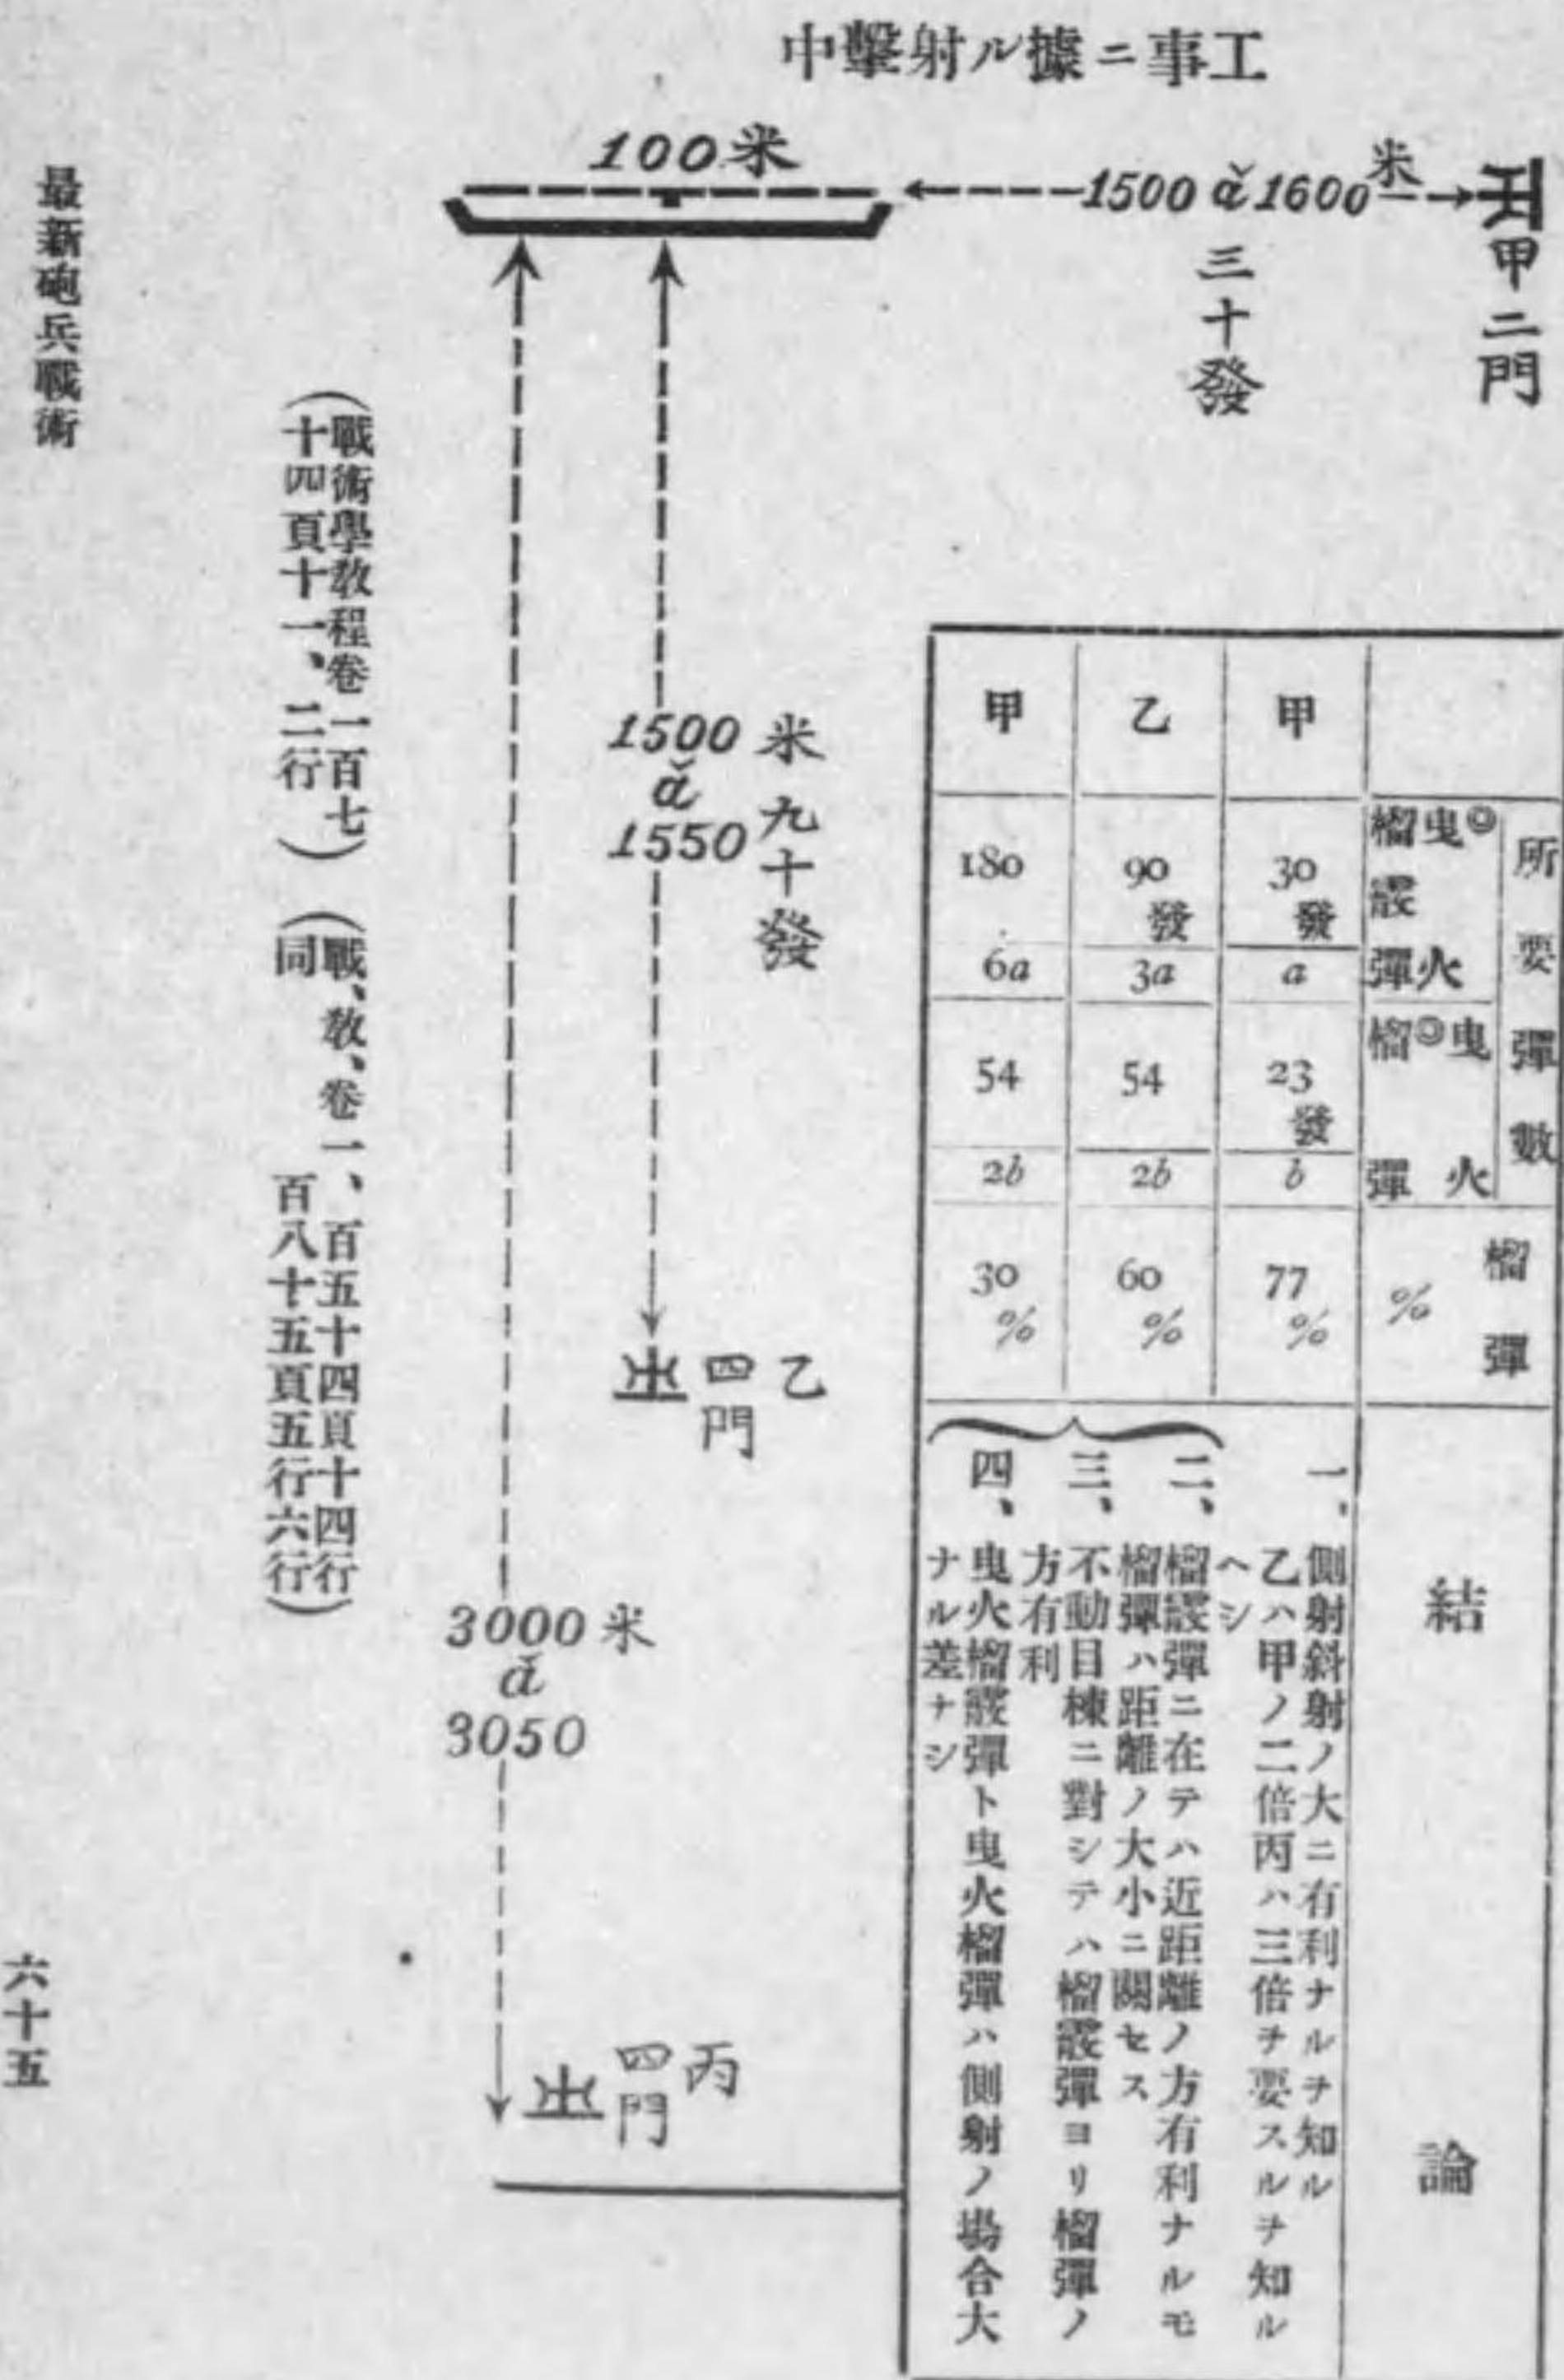 中擊射ル據ニ事工
100米
1500 ă 1600米
甲二門
三十發
所要彈數
曳火榴霰彈
曳火榴彈
榴彈
%
結論
甲
30發
a
23發
b
77%
乙
90發
3a
54
2b
60%
甲
180
6a
54
2b
30%
一、側射斜射ノ大ニ有利ナルヲ知ル
乙ハ甲ノ二倍丙ハ三倍ヲ要スルヲ知ル
ヘシ
二、榴霰彈ニ在テハ近距離ノ方有利ナルモ
榴彈ハ距離ノ大小ニ關セス
三、不動目棟ニ對シテハ榴霰彈ヨリ榴彈ノ
方有利
四、曳火榴霰彈ト曳火榴彈ハ側射ノ場合大
ナル差ナシ
1500米
ă
1550
九十發
乙四門
3000米
ă
3050
丙四門
(戰術學教程卷一百七
十四頁十一、二行)
(戰、教、卷一、百五十四頁十四行
同 百八十五頁五行六行)
最新砲兵戰術
六十五